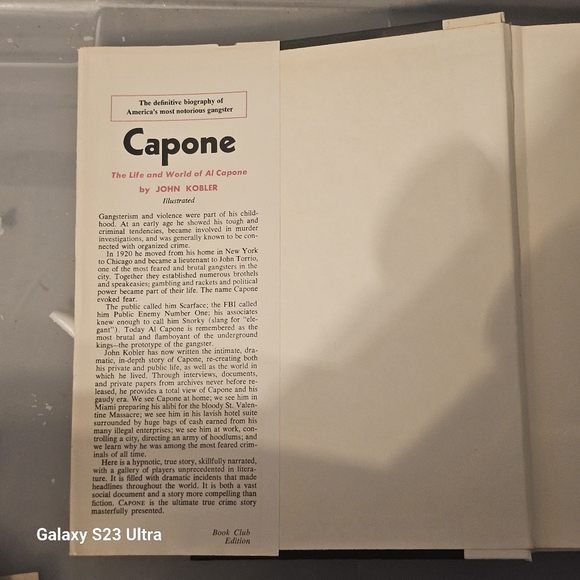 The definitive biography of
America's most notorious gangster
Capone
The Life and World of Al Capone
by JOHN KOBLER
Illustrated
Gangsterism and violence were part of his child-
hood. At an early age he showed his tough and
criminal tendencies, became involved in murder
investigations, and was generally known to be con-
nected with organized crime.
In 1920 he moved from his home in New York
to Chicago and became a lieutenant to John Torrio,
one of the most feared and brutal gangsters in the
city. Together they established numerous brothels
and speakeasies; gambling and rackets and political
power became part of their life. The name Capone
evoked fear.
The public called him Scarface; the FBI called
him Public Enemy Number One; his associates
knew enough to call him Snorky (slang for "ele-
gant"). Today Al Capone is remembered as the
most brutal and flamboyant of the underground
kings—the prototype of the gangster.
John Kobler has now written the intimate, dra-
matic, in-depth story of Capone, re-creating both
his private and public life, as well as the world in
which he lived. Through interviews, documents,
and private papers from archives never before re-
leased, he provides a total view of Capone and his
gaudy era. We see Capone at home; we see him in
Miami preparing his alibi for the bloody St. Valen-
tine Massacre; we see him in his lavish hotel suite
surrounded by huge bags of cash earned from his
many illegal enterprises; we see him at work, con-
trolling a city, directing an army of hoodlums; and
we learn why he was among the most feared crim-
inals of all time.
Here is a hypnotic, true story, skillfully narrated,
with a gallery of players unprecedented in litera-
ture. It is filled with dramatic incidents that made
headlines throughout the world. It is both a vast
social document and a story more compelling than
fiction. CAPONE is the ultimate true crime story
masterfully presented.
Book Club
Edition
Galaxy S23 Ultra